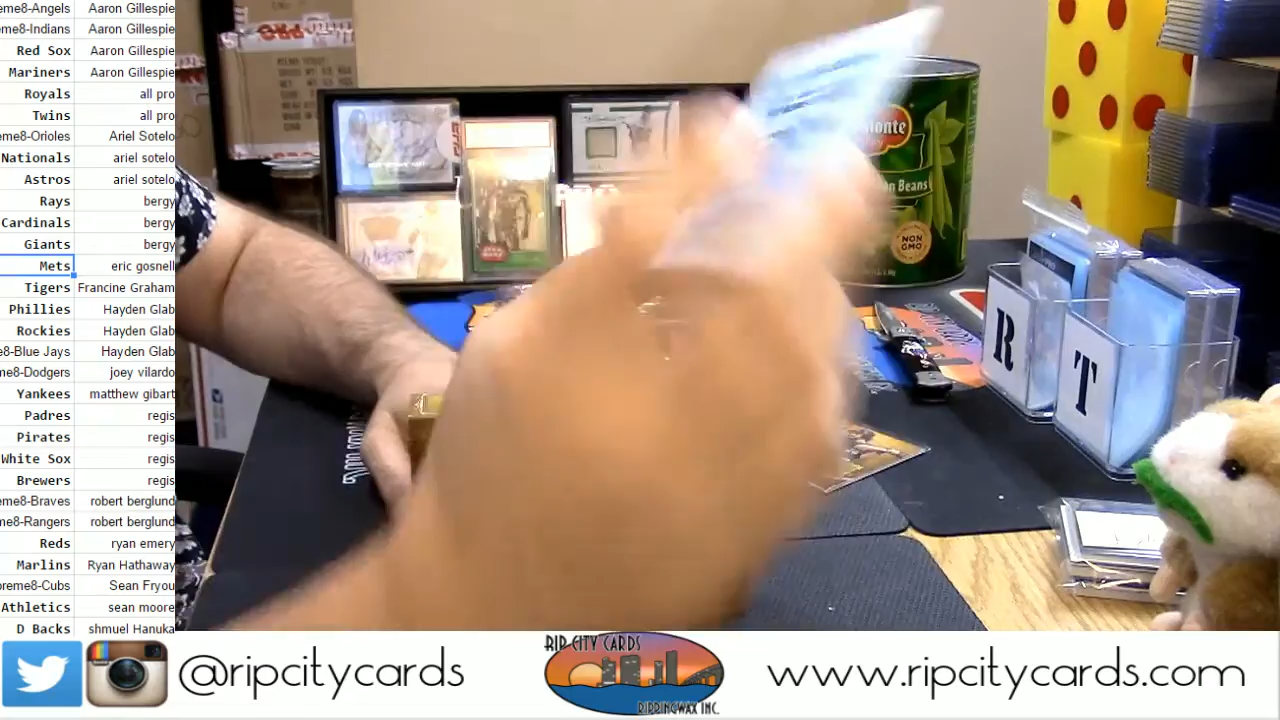 eme8-Angels Aaron Gillespie
eme8-Indians Aaron Gillespie
Red Sox Aaron Gillespie
Mariners Aaron Gillespie
Royals all pro
Twins all pro
eme8-Orioles Ariel Sotelo
Nationals ariel sotelo
Astros ariel sotelo
Rays bergy
Cardinals bergy
Giants bergy
Mets eric gosnell
Tigers Francine Graham
Phillies Hayden Glab
Rockies Hayden Glab
e8-Blue Jays Hayden Glab
me8-Dodgers joey vilardo
Yankees matthew gibart
Padres regis
Pirates regis
White Sox regis
Brewers regis
eme8-Braves robert berglund
me8-Rangers robert berglund
Reds ryan emery
Marlins Ryan Hathaway
oreme8-Cubs Sean Fryou
Athletics sean moore
D Backs shmuel Hanuka
monte
n Beans
NON
GMO
R
T
@ripcitycards
RIP CITY CARDS
RIPPINGWAX INC.
www.ripcitycards.com